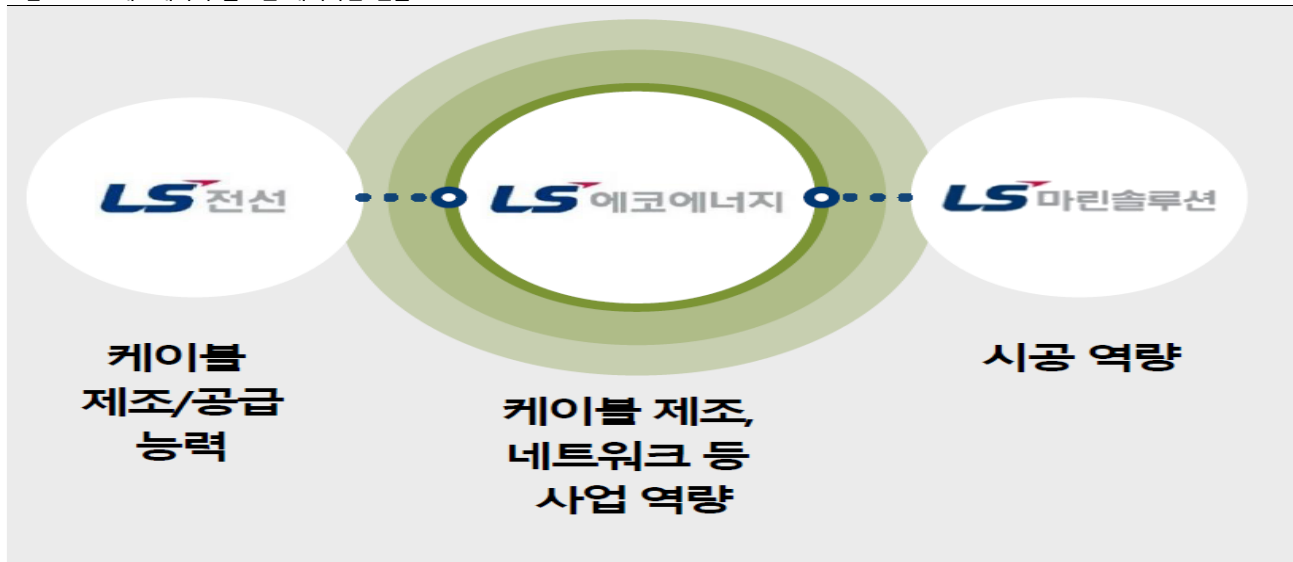 LS전선
LS에코에너지
LS마린솔루션
케이블
제조/공급
능력
케이블 제조,
네트워크 등
사업 역량
시공 역량